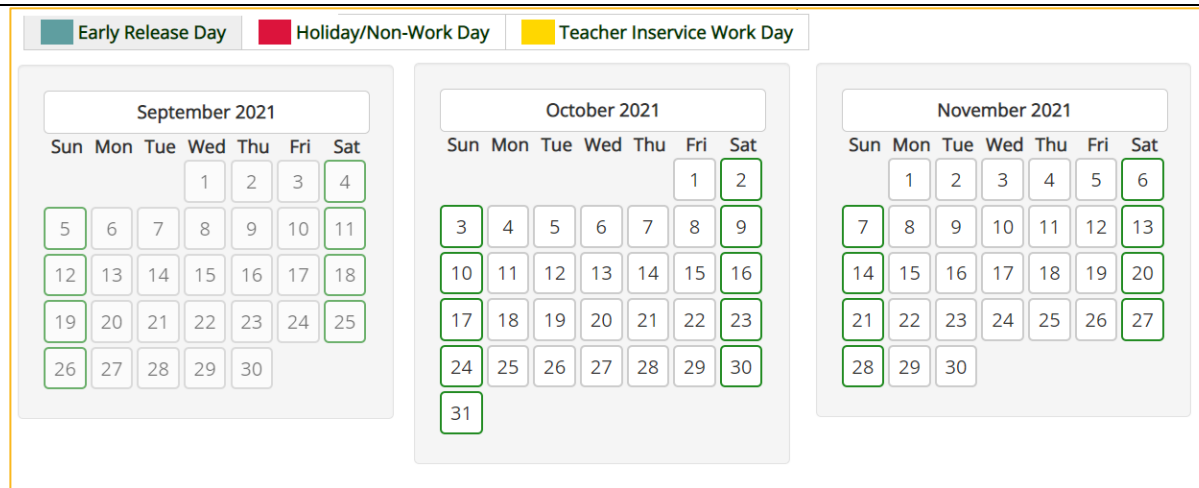 Early Release Day Holiday/Non-Work Day Teacher Inservice Work Day
September 2021
Sun Mon Tue Wed Thu Fri Sat
1 2 3 4
5 6 7 8 9 10 11
12 13 14 15 16 17 18
19 20 21 22 23 24 25
26 27 28 29 30
October 2021
Sun Mon Tue Wed Thu Fri Sat
1 2
3 4 5 6 7 8 9
10 11 12 13 14 15 16
17 18 19 20 21 22 23
24 25 26 27 28 29 30
31
November 2021
Sun Mon Tue Wed Thu Fri Sat
1 2 3 4 5 6
7 8 9 10 11 12 13
14 15 16 17 18 19 20
21 22 23 24 25 26 27
28 29 30